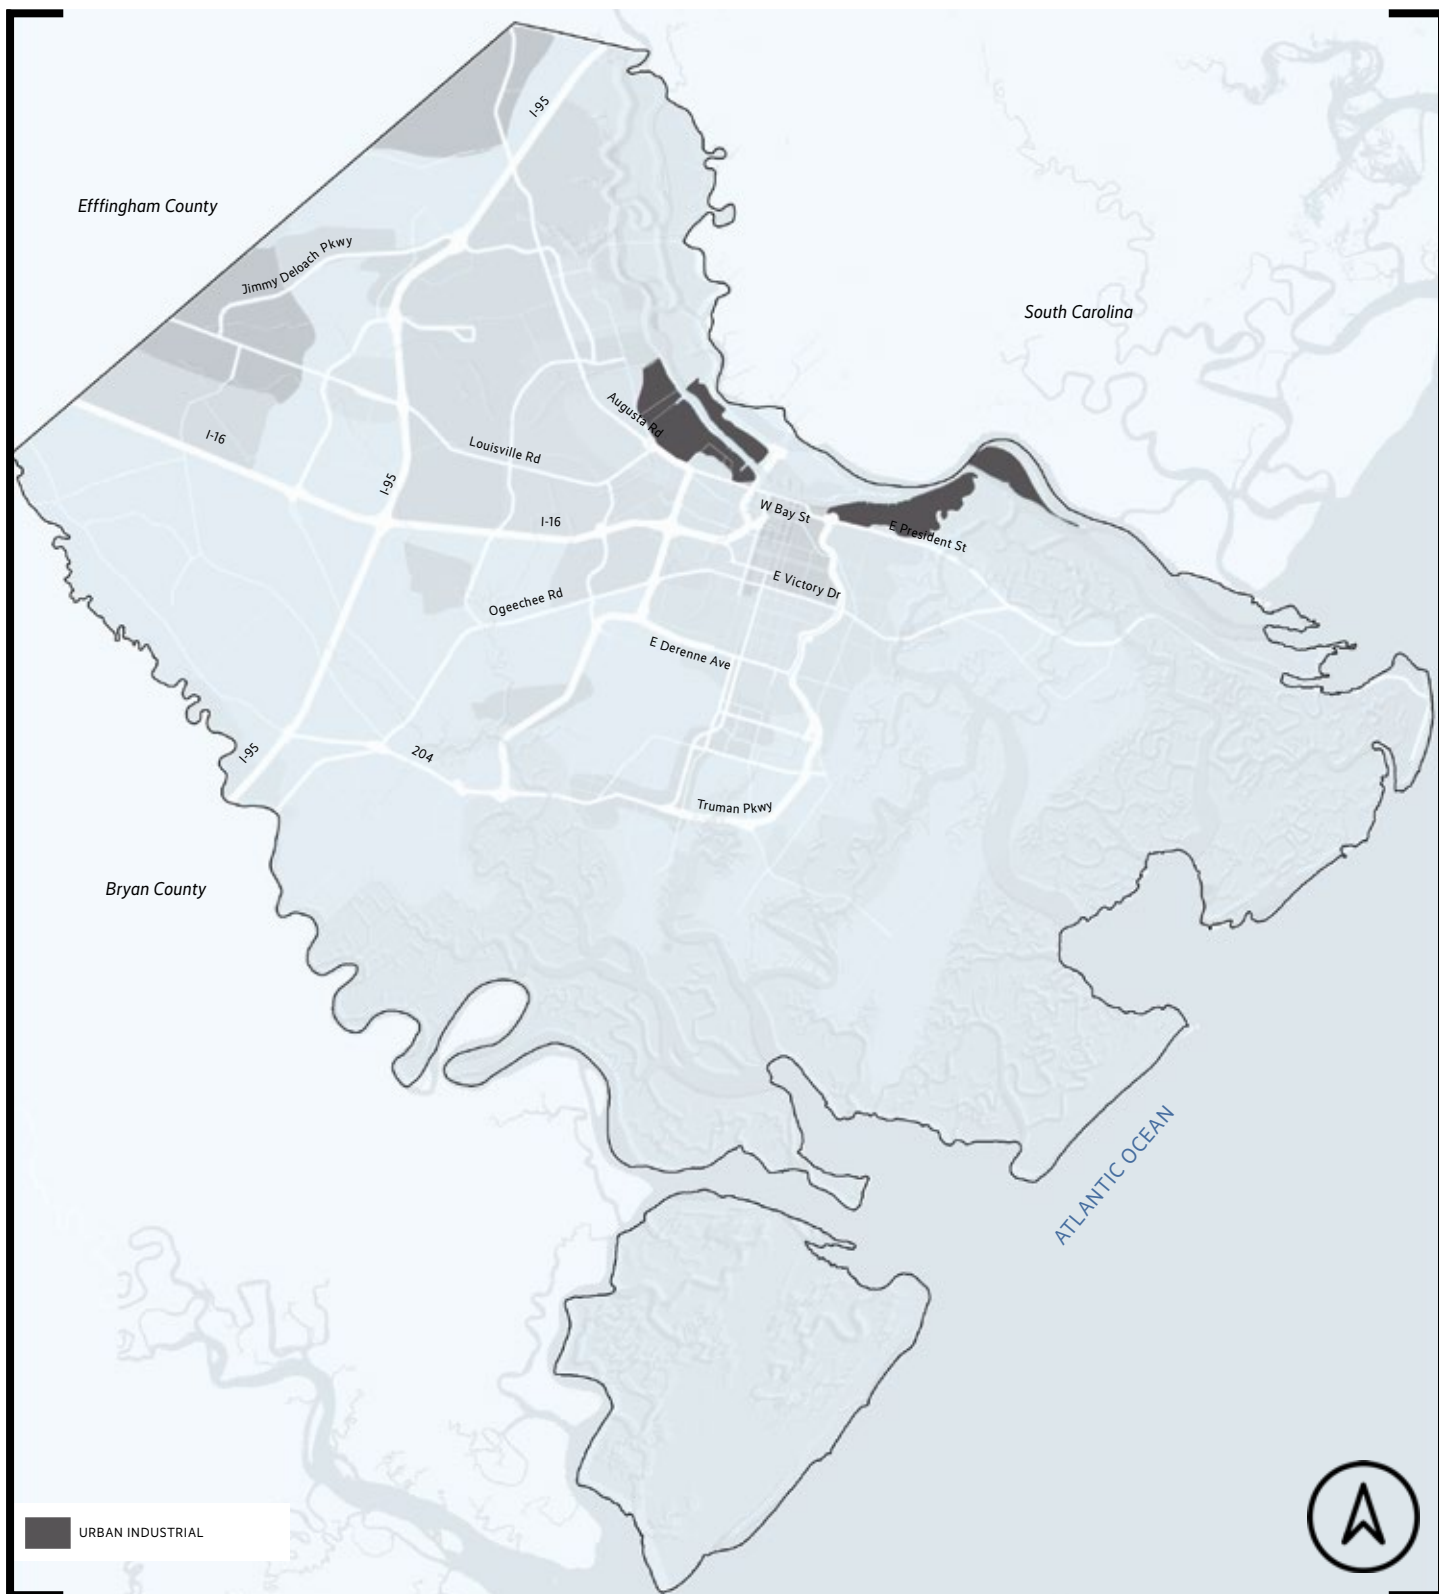 I-95
Efffingham County
Jimmy Deloach Pkwy
South Carolina
Augusta Rd
I-16
Louisville Rd
I-95
W Bay St
I-16
E President St
E Victory Dr
Ogeechee Rd
E Derenne Ave
I-95
204
Truman Pkwy
Bryan County
ATLANTIC OCEAN
URBAN INDUSTRIAL